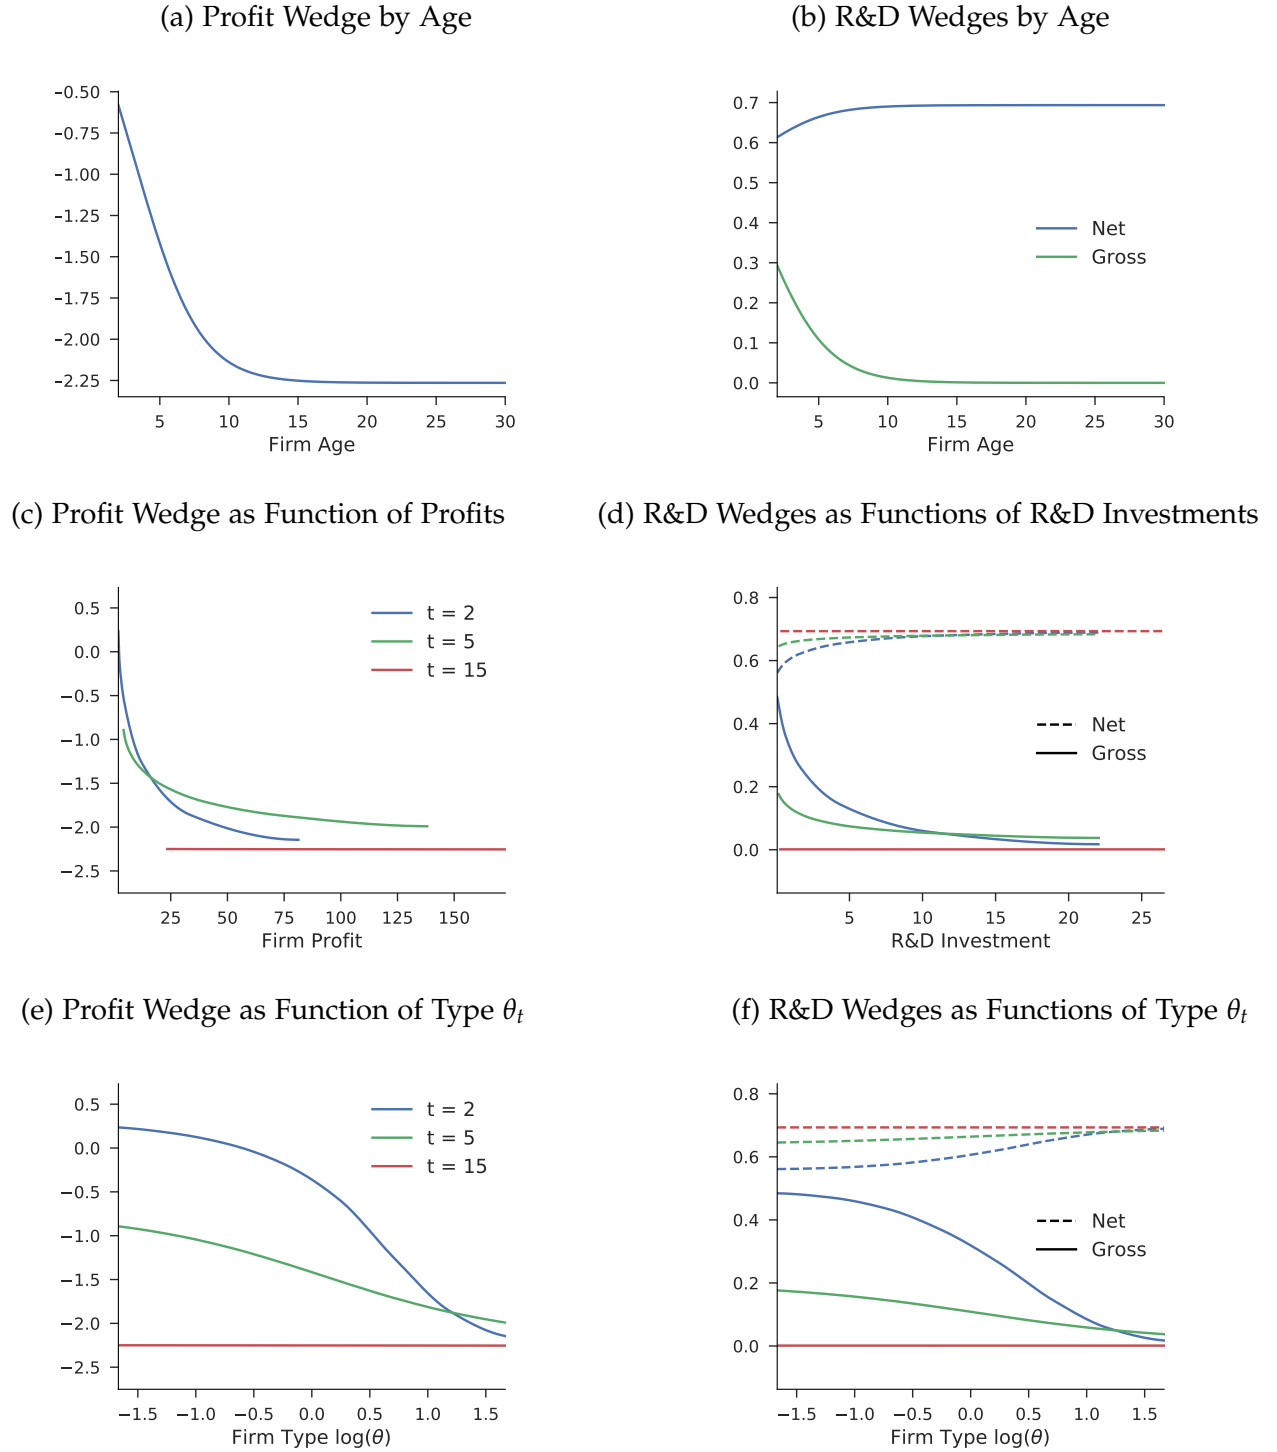 (a) Profit Wedge by Age
−0.50
−0.75
−1.00
−1.25
−1.50
−1.75
−2.00
−2.25
5 10 15 20 25 30
Firm Age
(b) R&D Wedges by Age
0.7
0.6
0.5
0.4
0.3
0.2
0.1
0.0
Net
Gross
5 10 15 20 25 30
Firm Age
(c) Profit Wedge as Function of Profits
0.5
0.0
−0.5
−1.0
−1.5
−2.0
−2.5
t = 2
t = 5
t = 15
25 50 75 100 125 150
Firm Profit
(d) R&D Wedges as Functions of R&D Investments
0.8
0.6
0.4
0.2
0.0
Net
Gross
5 10 15 20 25
R&D Investment
(e) Profit Wedge as Function of Type θt
0.5
0.0
−0.5
−1.0
−1.5
−2.0
−2.5
t = 2
t = 5
t = 15
−1.5 −1.0 −0.5 0.0 0.5 1.0 1.5
Firm Type log(θ)
(f) R&D Wedges as Functions of Type θt
0.8
0.6
0.4
0.2
0.0
Net
Gross
−1.5 −1.0 −0.5 0.0 0.5 1.0 1.5
Firm Type log(θ)